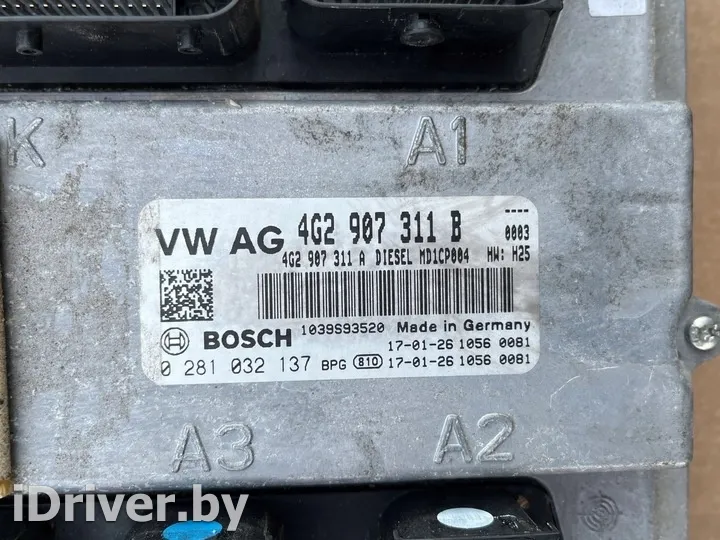 K
A1
VW AG 4G2 907 311 B
----
0003
4G2 907 311 A DIESEL MD1CP004 HW: H25
BOSCH 1039S93520 Made in Germany
17-01-26 1056 0081
0 281 032 137 BPG 810 17-01-26 1056 0081
A3
A2
iDriver.by